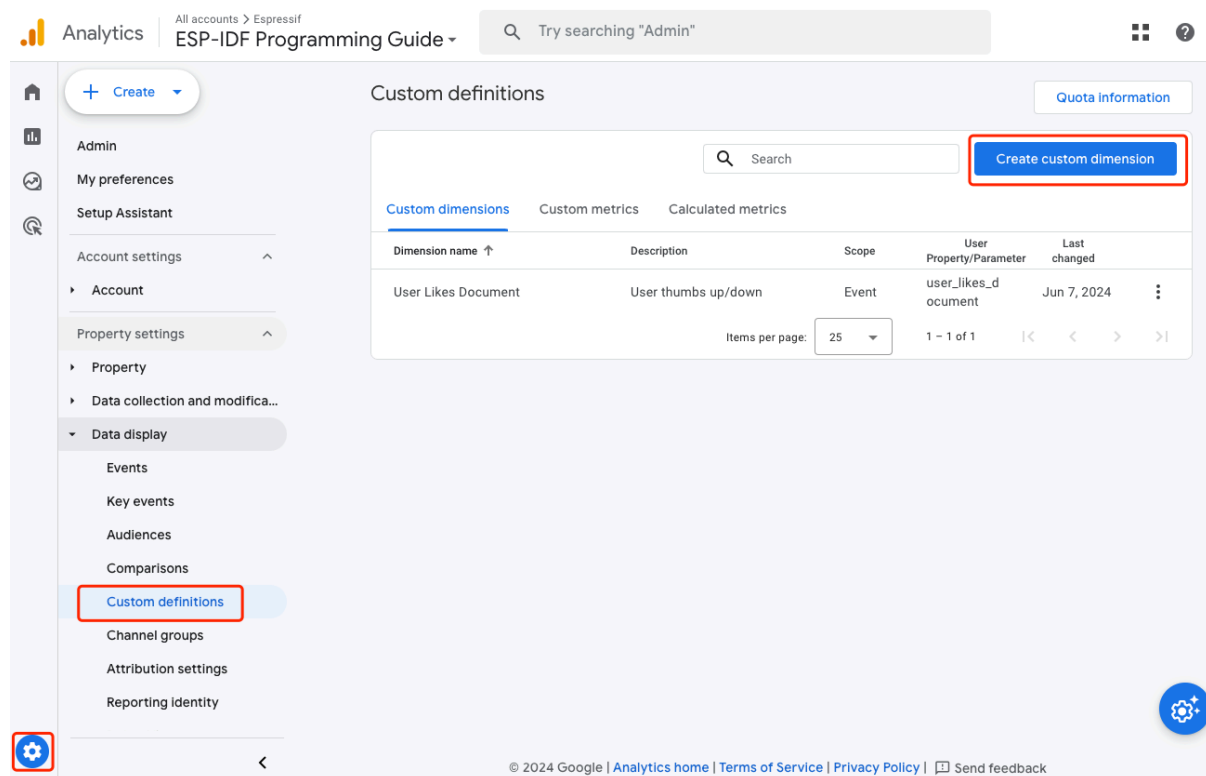 Analytics
All accounts > Espressif
ESP-IDF Programming Guide
Try searching "Admin"
Create
Admin
My preferences
Setup Assistant
Account settings
Account
Property settings
Property
Data collection and modifica...
Data display
Events
Key events
Audiences
Comparisons
Custom definitions
Channel groups
Attribution settings
Reporting identity
Custom definitions
Quota information
Search
Create custom dimension
Custom dimensions Custom metrics Calculated metrics
Dimension name Description Scope User Property/Parameter Last changed
User Likes Document User thumbs up/down Event user_likes_document Jun 7, 2024
Items per page: 25 1 – 1 of 1
© 2024 Google | Analytics home | Terms of Service | Privacy Policy | Send feedback